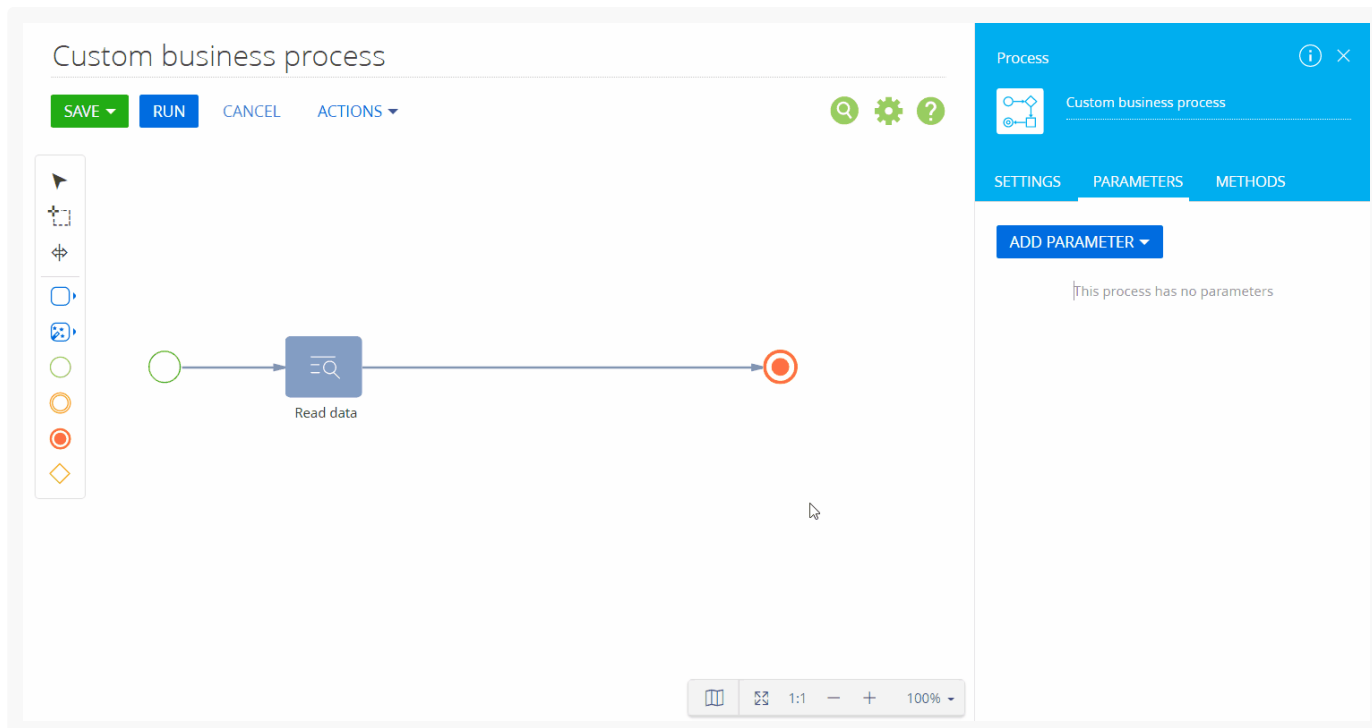 Custom business process
SAVE
RUN
CANCEL
ACTIONS
?
Read data
1:1
100%
Process
i
Custom business process
SETTINGS
PARAMETERS
METHODS
ADD PARAMETER
This process has no parameters